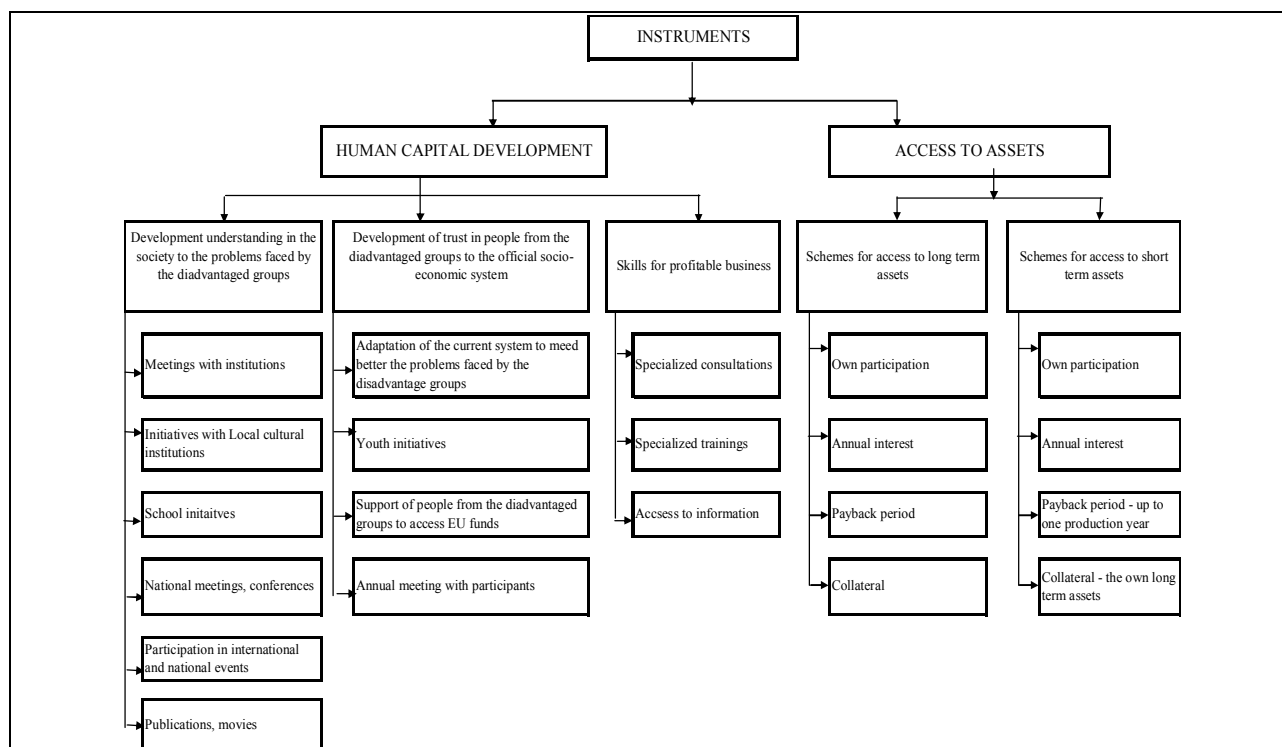 INSTRUMENTS
HUMAN CAPITAL DEVELOPMENT
ACCESS TO ASSETS
Development understanding in the
society to the problems faced by
the diadvantaged groups
Development of trust in people from the
diadvantaged groups to the official socio-
economic system
Skills for profitable business
Schemes for access to long term
assets
Schemes for access to short
term assets
Meetings with institutions
Initiatives with Local cultural
institutions
School initaitves
National meetings, conferences
Participation in international
and national events
Publications, movies
Adaptation of the current system to meed
better the problems faced by the
disadvantage groups
Youth initiatives
Support of people from the diadvantaged
groups to access EU funds
Annual meeting with participants
Specialized consultations
Specialized trainings
Accsess to information
Own participation
Annual interest
Payback period
Collateral
Own participation
Annual interest
Payback period - up to
one production year
Collateral - the own long
term assets